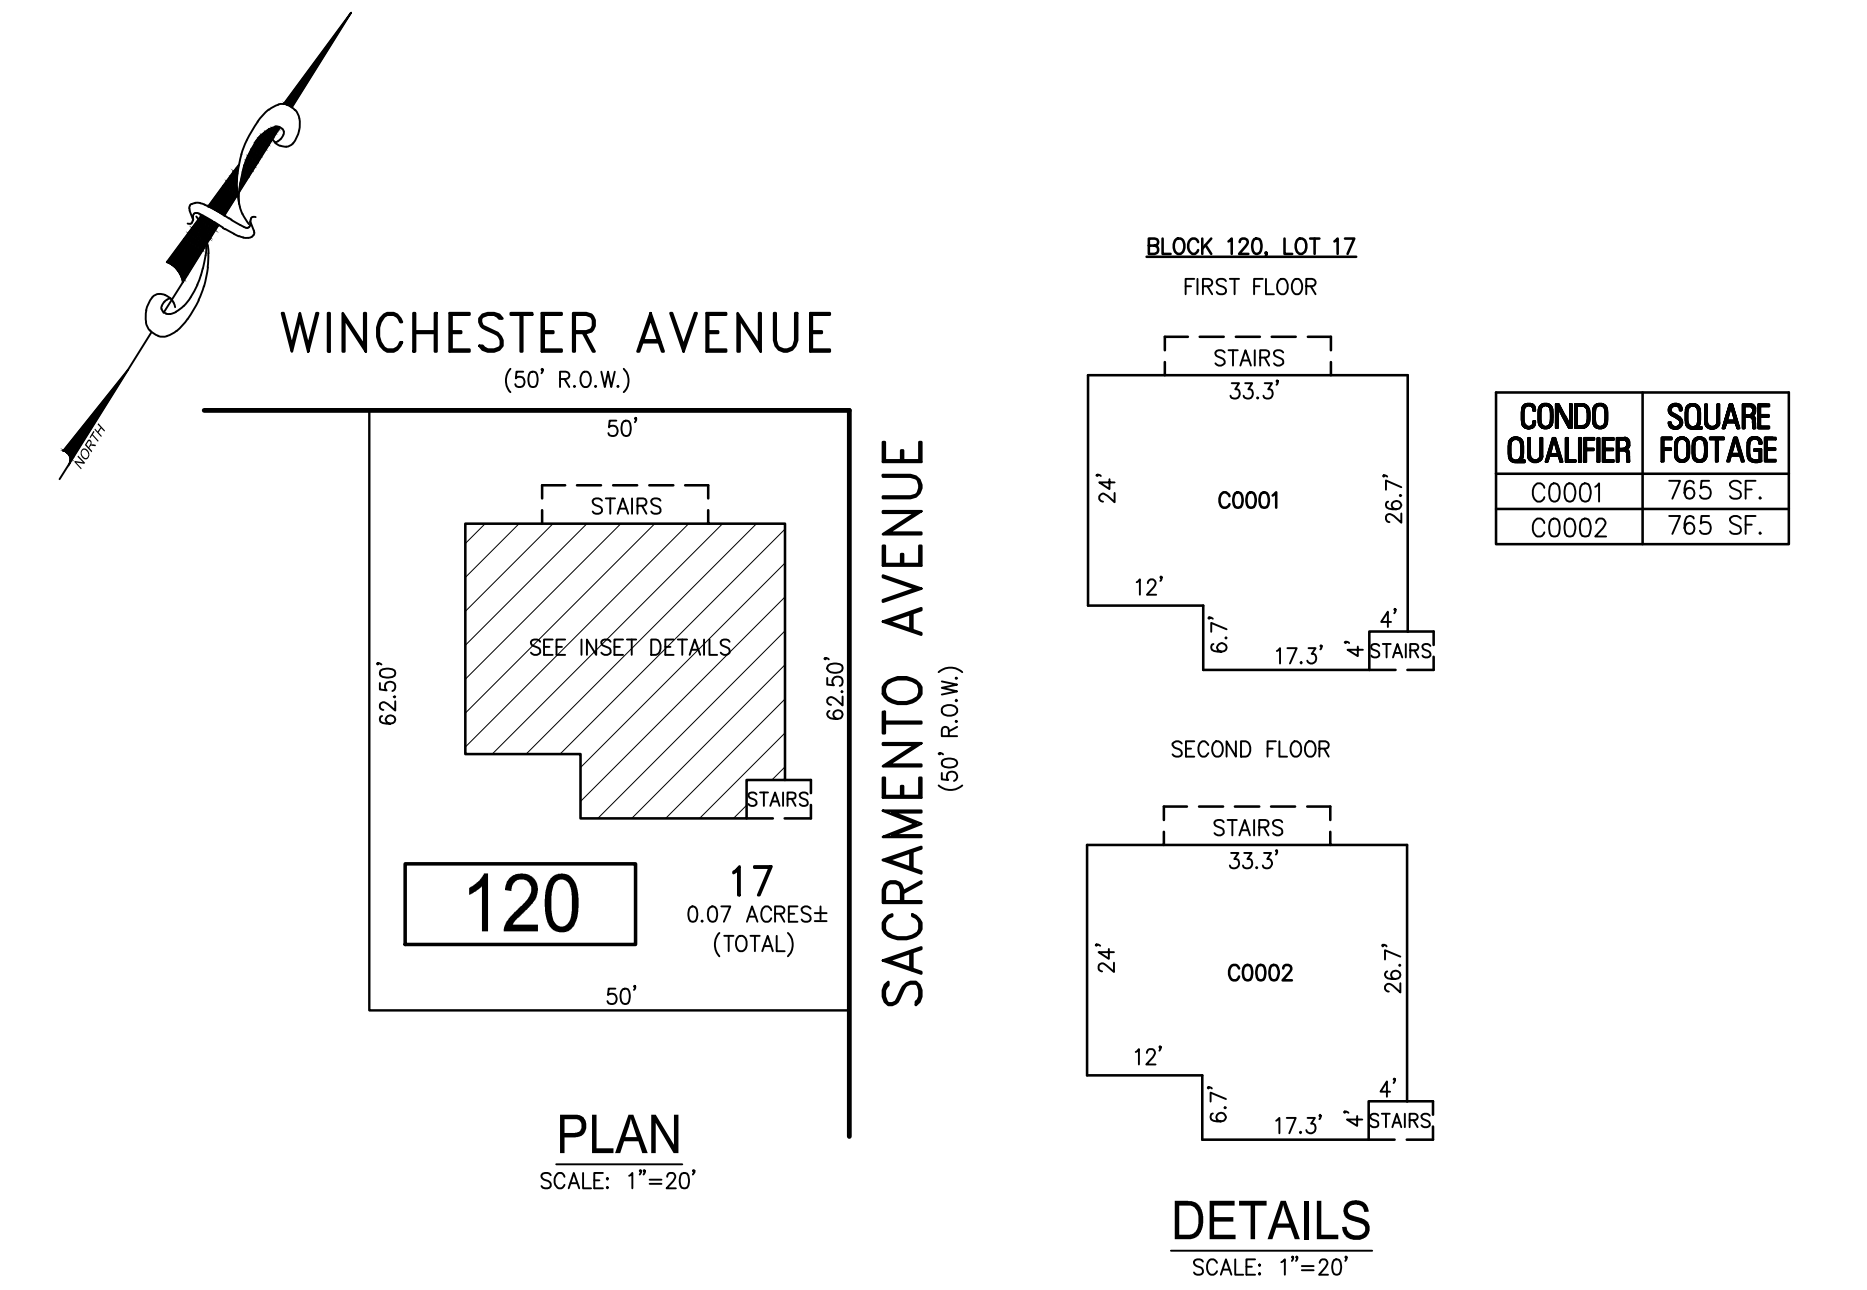 NORTH
WINCHESTER AVENUE
(50' R.O.W.)
50'
STAIRS
SEE INSET DETAILS
62.50'
62.50'
STAIRS
SACRAMENTO AVENUE
(50' R.O.W.)
120
17
0.07 ACRES±
(TOTAL)
50'
PLAN
SCALE: 1"=20'
BLOCK 120, LOT 17
FIRST FLOOR
STAIRS
33.3'
24'
C0001
26.7'
12'
6.7'
17.3'
4'
4'
STAIRS
SECOND FLOOR
STAIRS
33.3'
24'
C0002
26.7'
12'
6.7'
17.3'
4'
4'
STAIRS
DETAILS
SCALE: 1"=20'
CONDO QUALIFIER SQUARE FOOTAGE
C0001 765 SF.
C0002 765 SF.